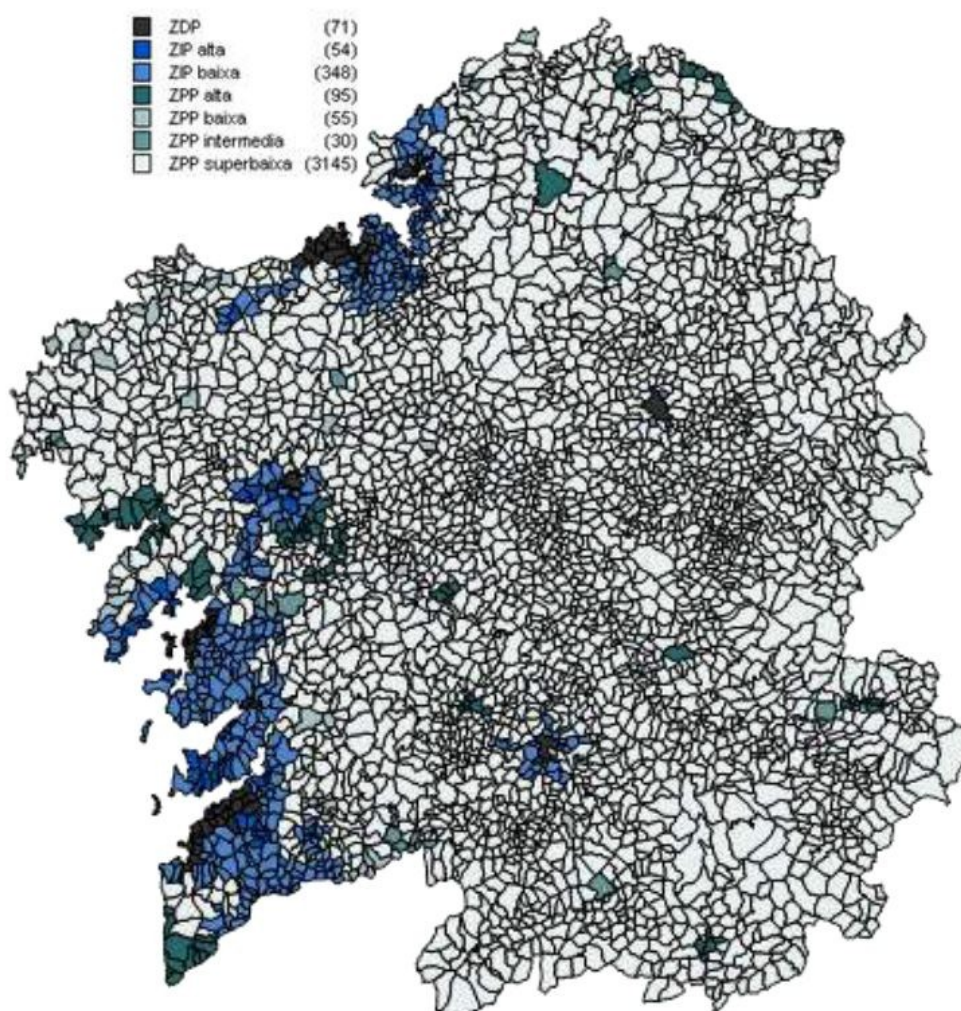 ZDP (71)
ZIP alta (54)
ZIP baixa (348)
ZPP alta (95)
ZPP baixa (55)
ZPP intermedia (30)
ZPP superbaixa (3145)